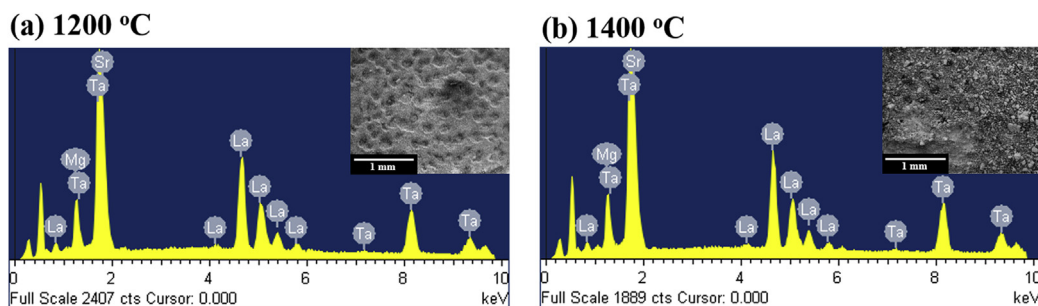 (a) 1200 °C
Sr
Ta
Mg
Ta
La
La
La
La
La
La
Ta
Ta
Ta
1 mm
0 2 4 6 8 10
Full Scale 2407 cts Cursor: 0.000 keV
(b) 1400 °C
Sr
Ta
Mg
Ta
La
La
La
La
La
La
Ta
Ta
Ta
1 mm
0 2 4 6 8 10
Full Scale 1889 cts Cursor: 0.000 keV